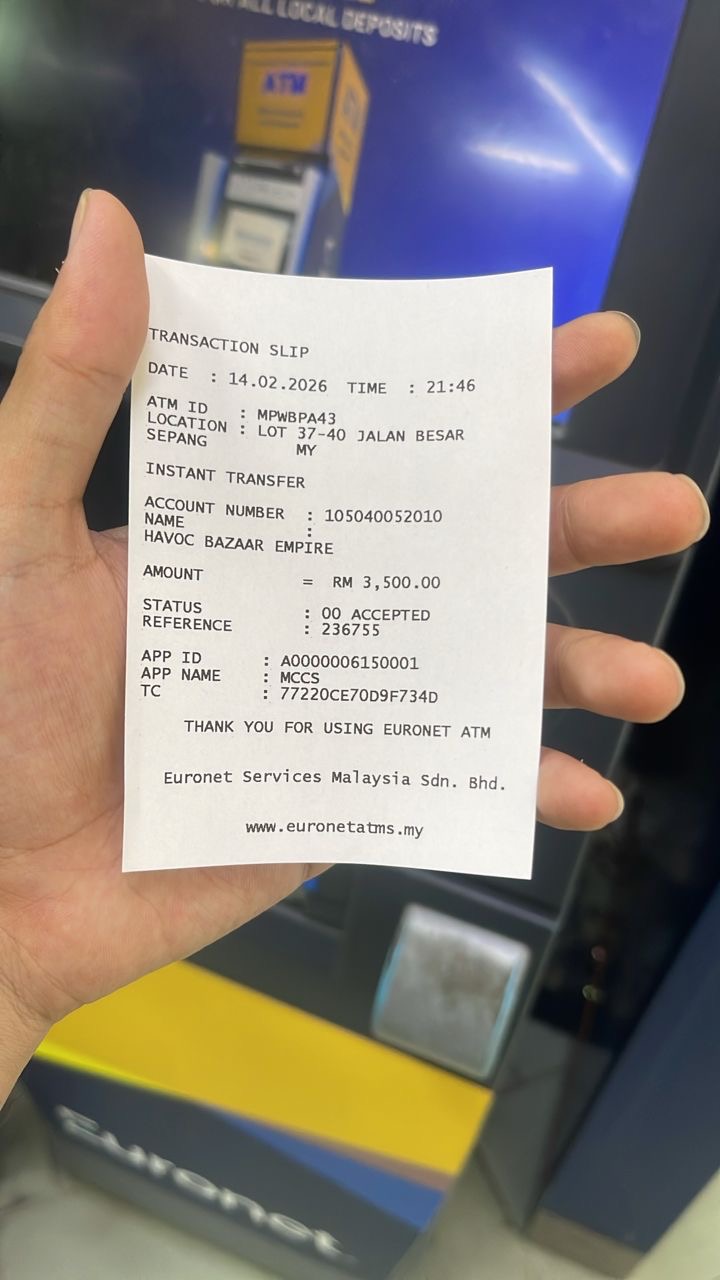 ALL LOCAL DEPOSITS
ATM
TRANSACTION SLIP
DATE : 14.02.2026 TIME : 21:46
ATM ID : MPWBPA43
LOCATION : LOT 37-40 JALAN BESAR
SEPANG MY
INSTANT TRANSFER
ACCOUNT NUMBER : 105040052010
NAME :
HAVOC BAZAAR EMPIRE
AMOUNT = RM 3,500.00
STATUS : 00 ACCEPTED
REFERENCE : 236755
APP ID : A0000006150001
APP NAME : MCCS
TC : 77220CE70D9F734D
THANK YOU FOR USING EURONET ATM
Euronet Services Malaysia Sdn. Bhd.
www.euronetatms.my
Euronet